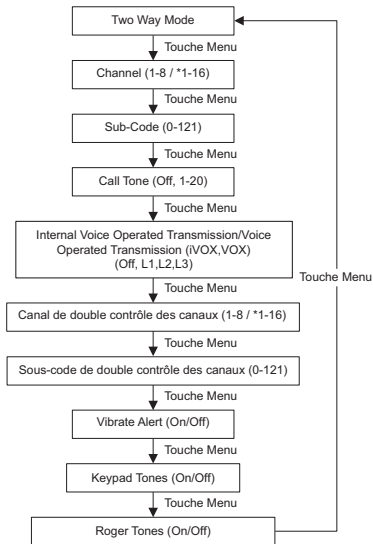 Two Way Mode
Touche Menu
Channel (1-8 / *1-16)
Touche Menu
Sub-Code (0-121)
Touche Menu
Call Tone (Off, 1-20)
Touche Menu
Internal Voice Operated Transmission/Voice
Operated Transmission (iVOX,VOX)
(Off, L1,L2,L3)
Touche Menu
Touche Menu
Canal de double contrôle des canaux (1-8 / *1-16)
Touche Menu
Sous-code de double contrôle des canaux (0-121)
Touche Menu
Vibrate Alert (On/Off)
Touche Menu
Keypad Tones (On/Off)
Touche Menu
Roger Tones (On/Off)